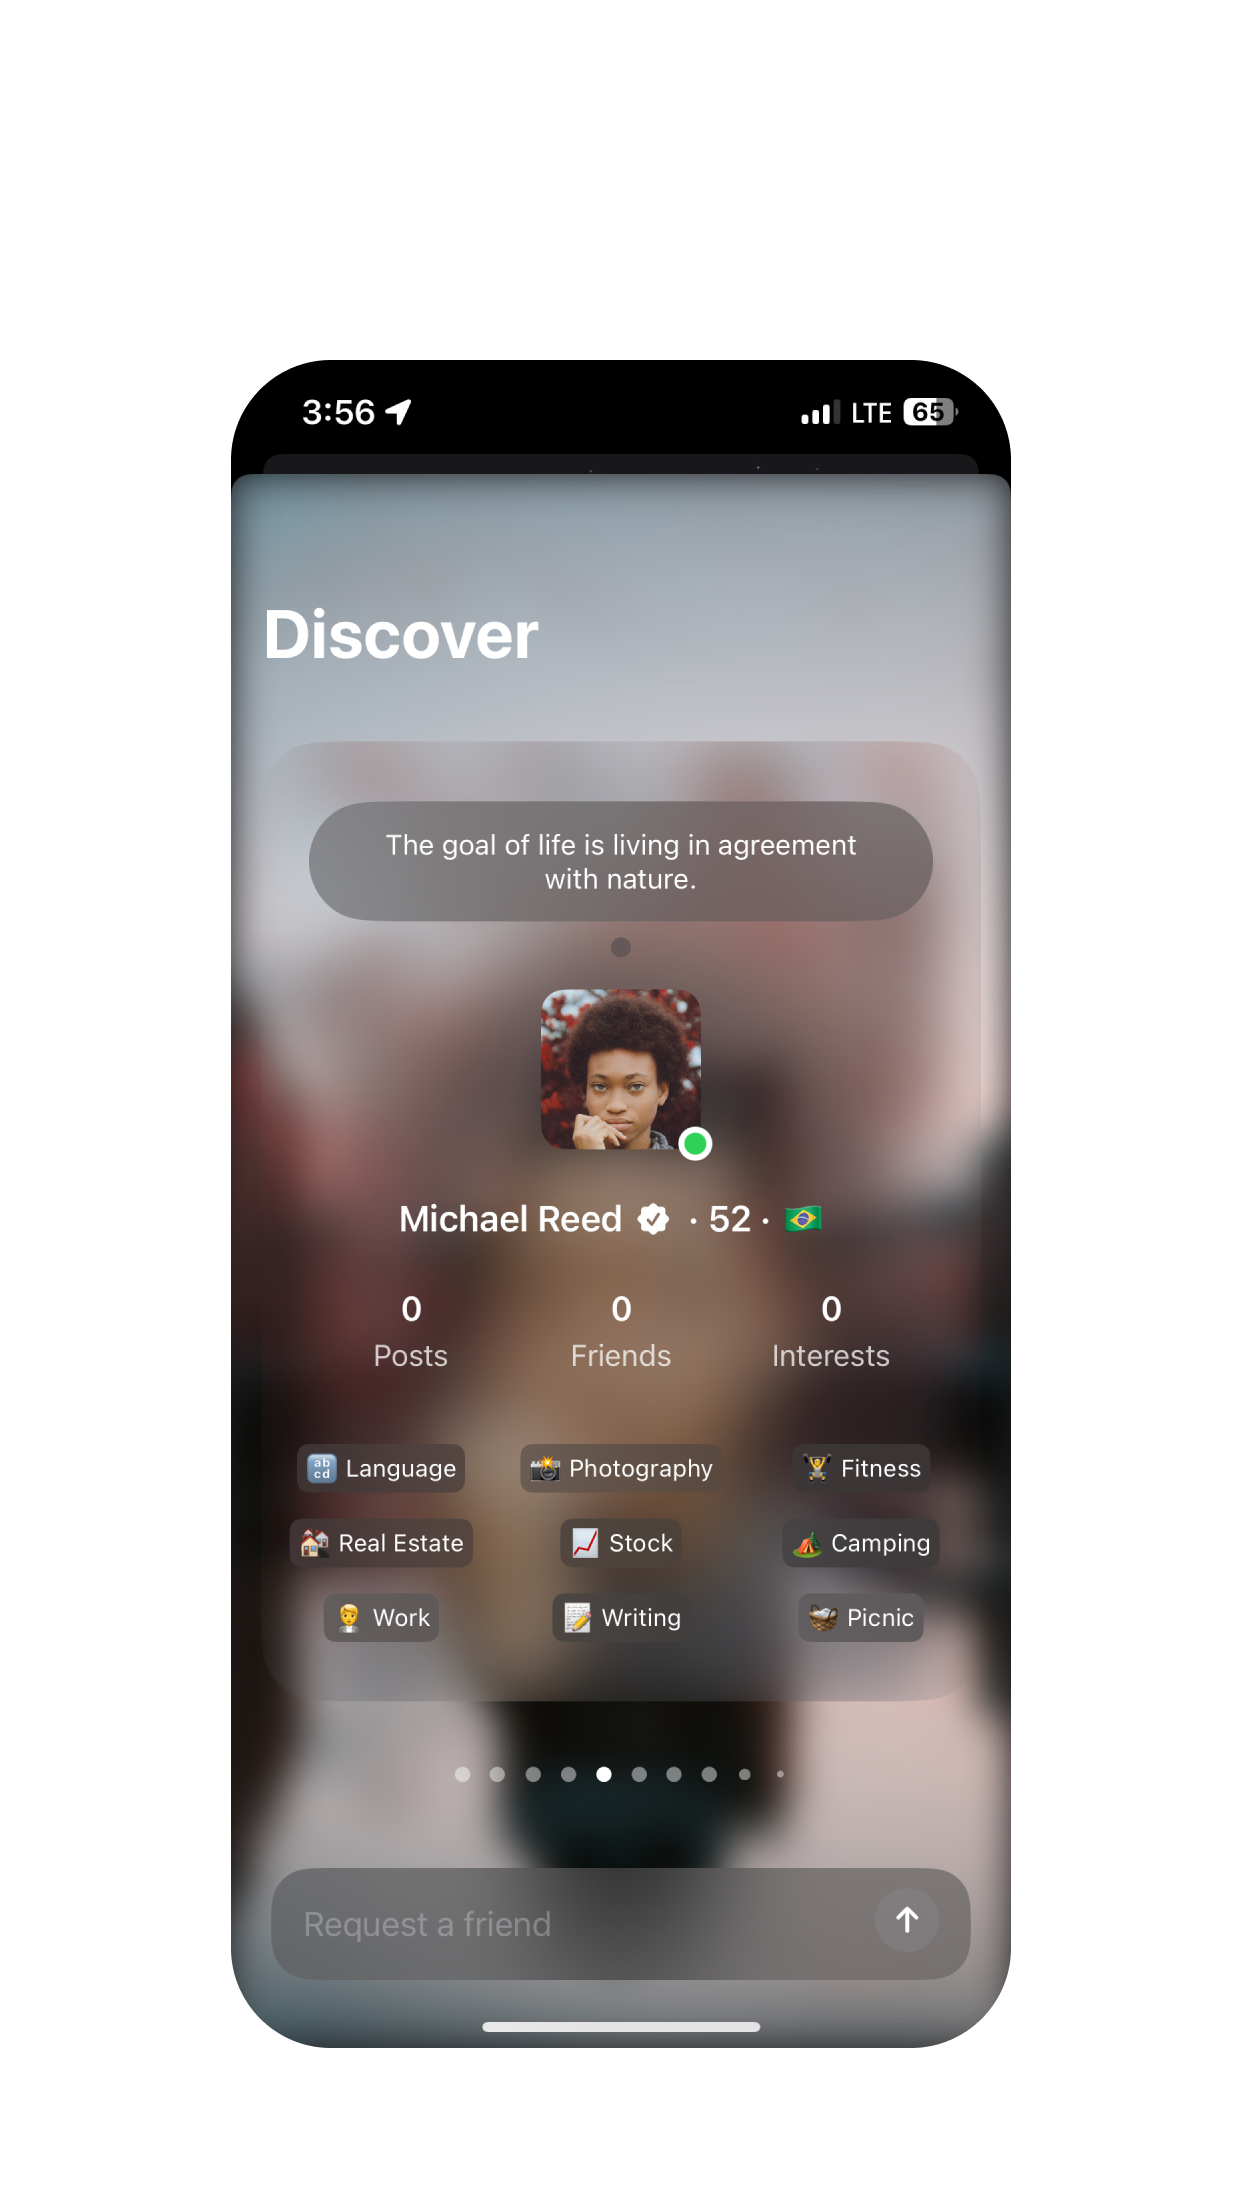 3:56 LTE 65
Discover
The goal of life is living in agreement
with nature.
Michael Reed · 52 · 🇧🇷
0 0 0
Posts Friends Interests
🔡 Language 📸 Photography 🏋️ Fitness
🏘️ Real Estate 📈 Stock 🏕️ Camping
🤵 Work 📝 Writing 🧺 Picnic
Request a friend